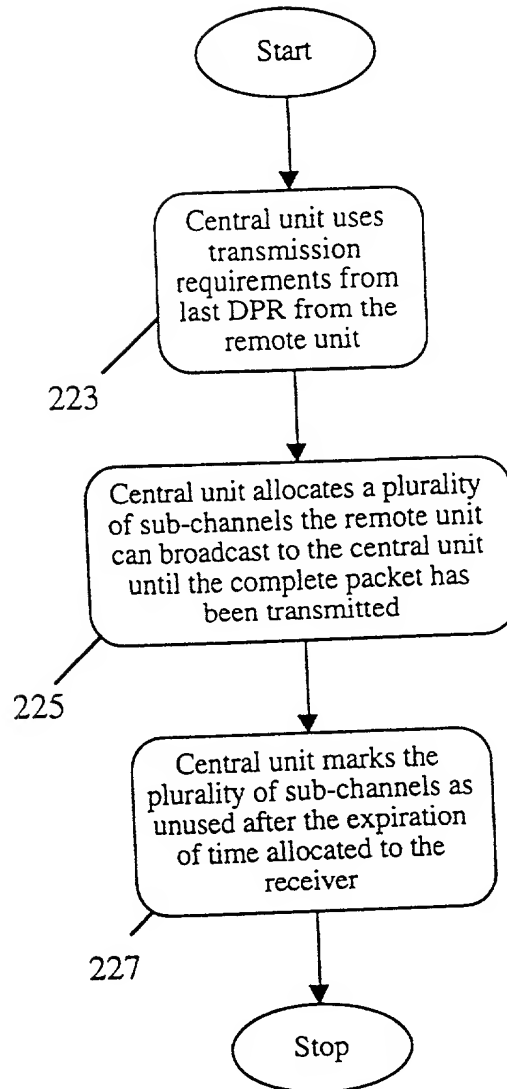 Start
Central unit uses
transmission
requirements from
last DPR from the
remote unit
223
Central unit allocates a plurality
of sub-channels the remote unit
can broadcast to the central unit
until the complete packet has
been transmitted
225
Central unit marks the
plurality of sub-channels as
unused after the expiration
of time allocated to the
receiver
227
Stop